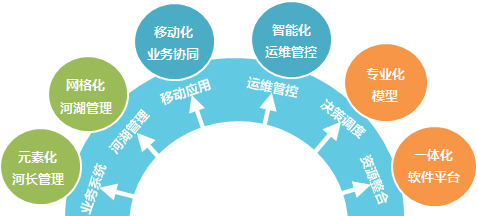 元素化
河长管理
网格化
河湖管理
移动化
业务协同
智能化
运维管控
专业化
模型
一体化
软件平台
业务系统
河湖管理
移动应用
运维管控
决策调度
资源整合